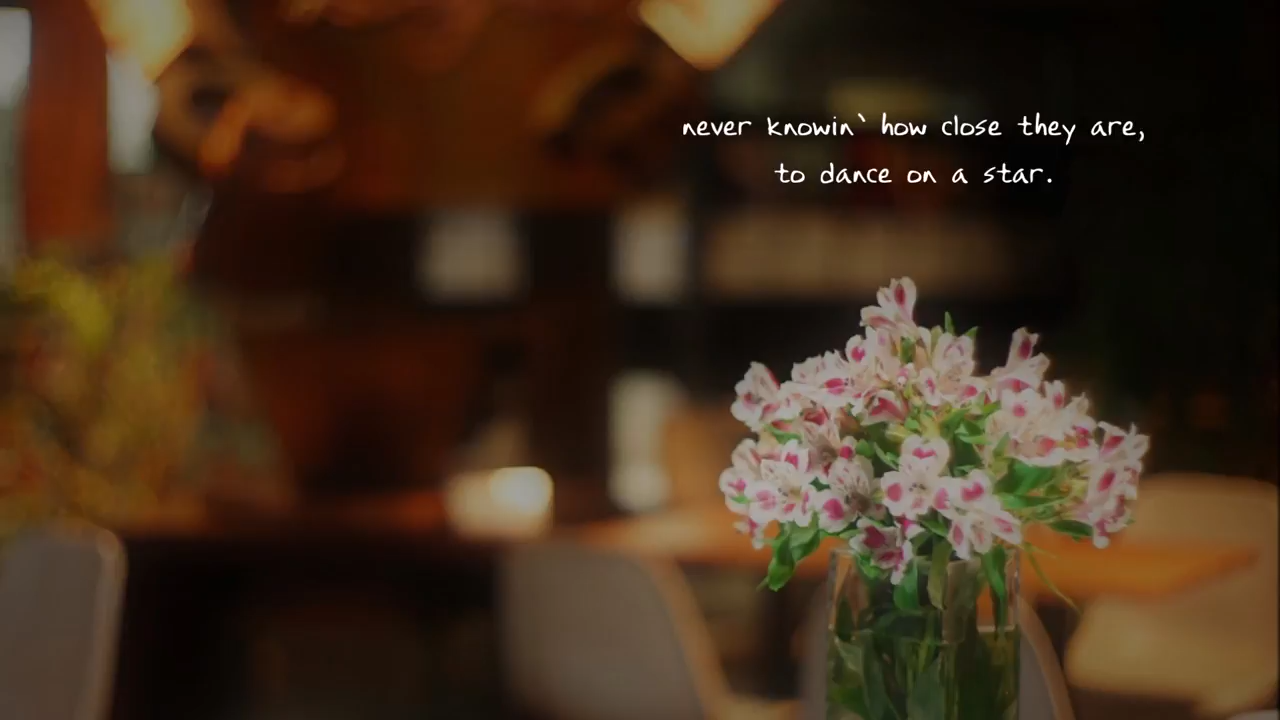 never knowin` how close they are,
to dance on a star.